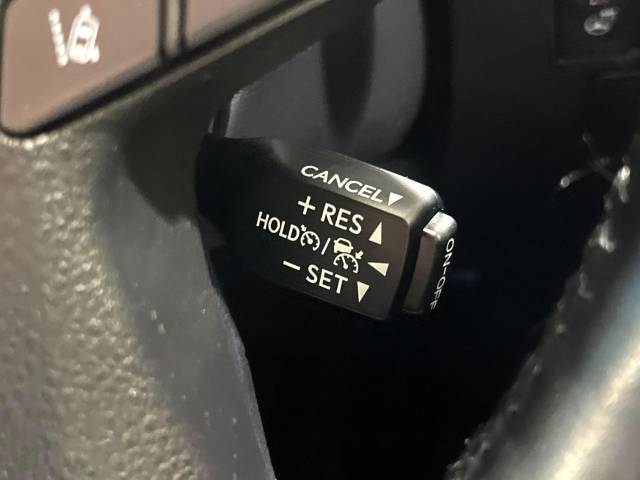 CANCEL▼
+ RES ▲
HOLD /
− SET ▼
ON-OFF